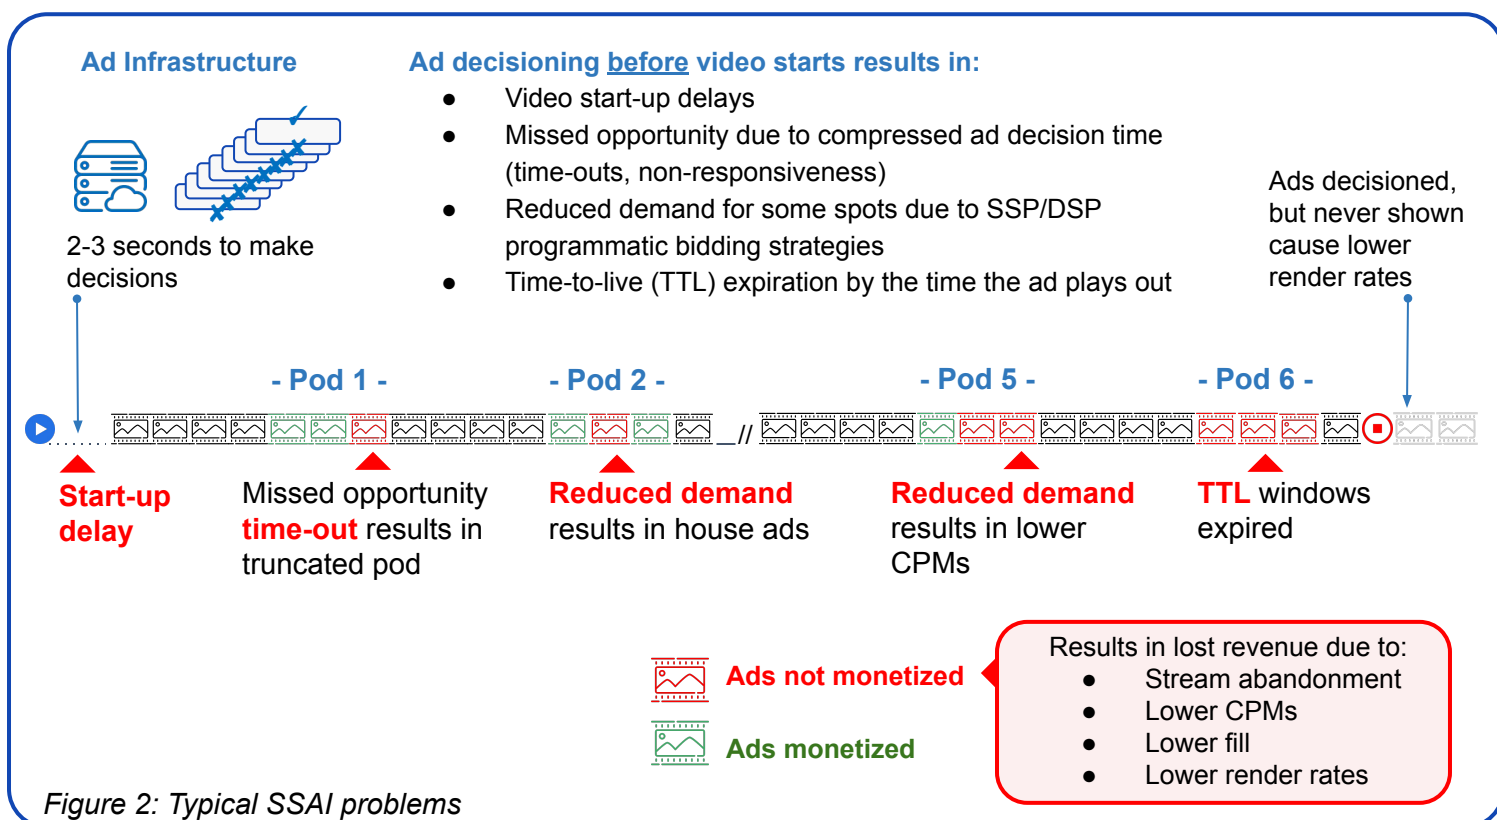 Ad Infrastructure
2-3 seconds to make
decisions
Ad decisioning before video starts results in:
● Video start-up delays
● Missed opportunity due to compressed ad decision time
(time-outs, non-responsiveness)
● Reduced demand for some spots due to SSP/DSP
programmatic bidding strategies
● Time-to-live (TTL) expiration by the time the ad plays out
Ads decisioned,
but never shown
cause lower
render rates
- Pod 1 -
- Pod 2 -
- Pod 5 -
- Pod 6 -
//
Start-up
delay
Missed opportunity
time-out results in
truncated pod
Reduced demand
results in house ads
Reduced demand
results in lower
CPMs
TTL windows
expired
Ads not monetized
Ads monetized
Results in lost revenue due to:
● Stream abandonment
● Lower CPMs
● Lower fill
● Lower render rates
Figure 2: Typical SSAI problems